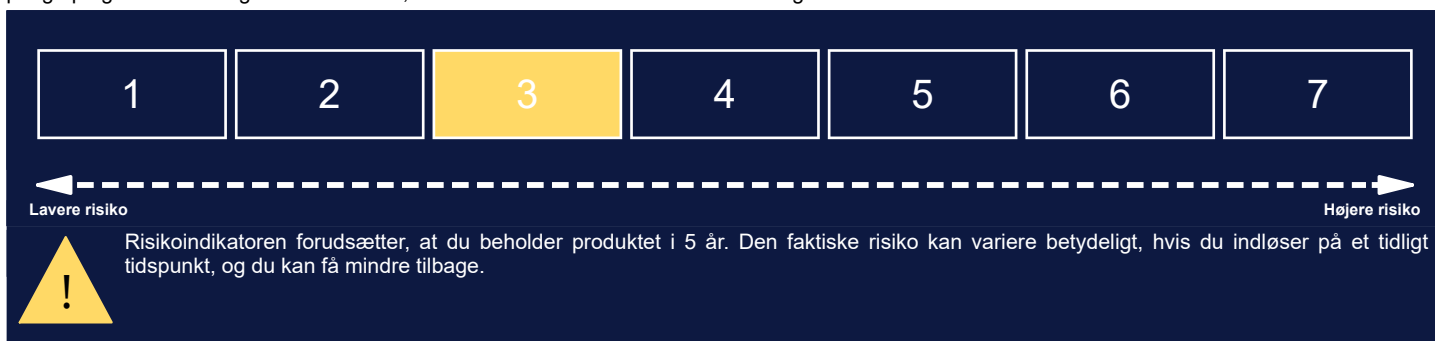 1 2 3 4 5 6 7
Lavere risiko Højere risiko
Risikoindikatoren forudsætter, at du beholder produktet i 5 år. Den faktiske risiko kan variere betydeligt, hvis du indløser på et tidligt
tidspunkt, og du kan få mindre tilbage.
!